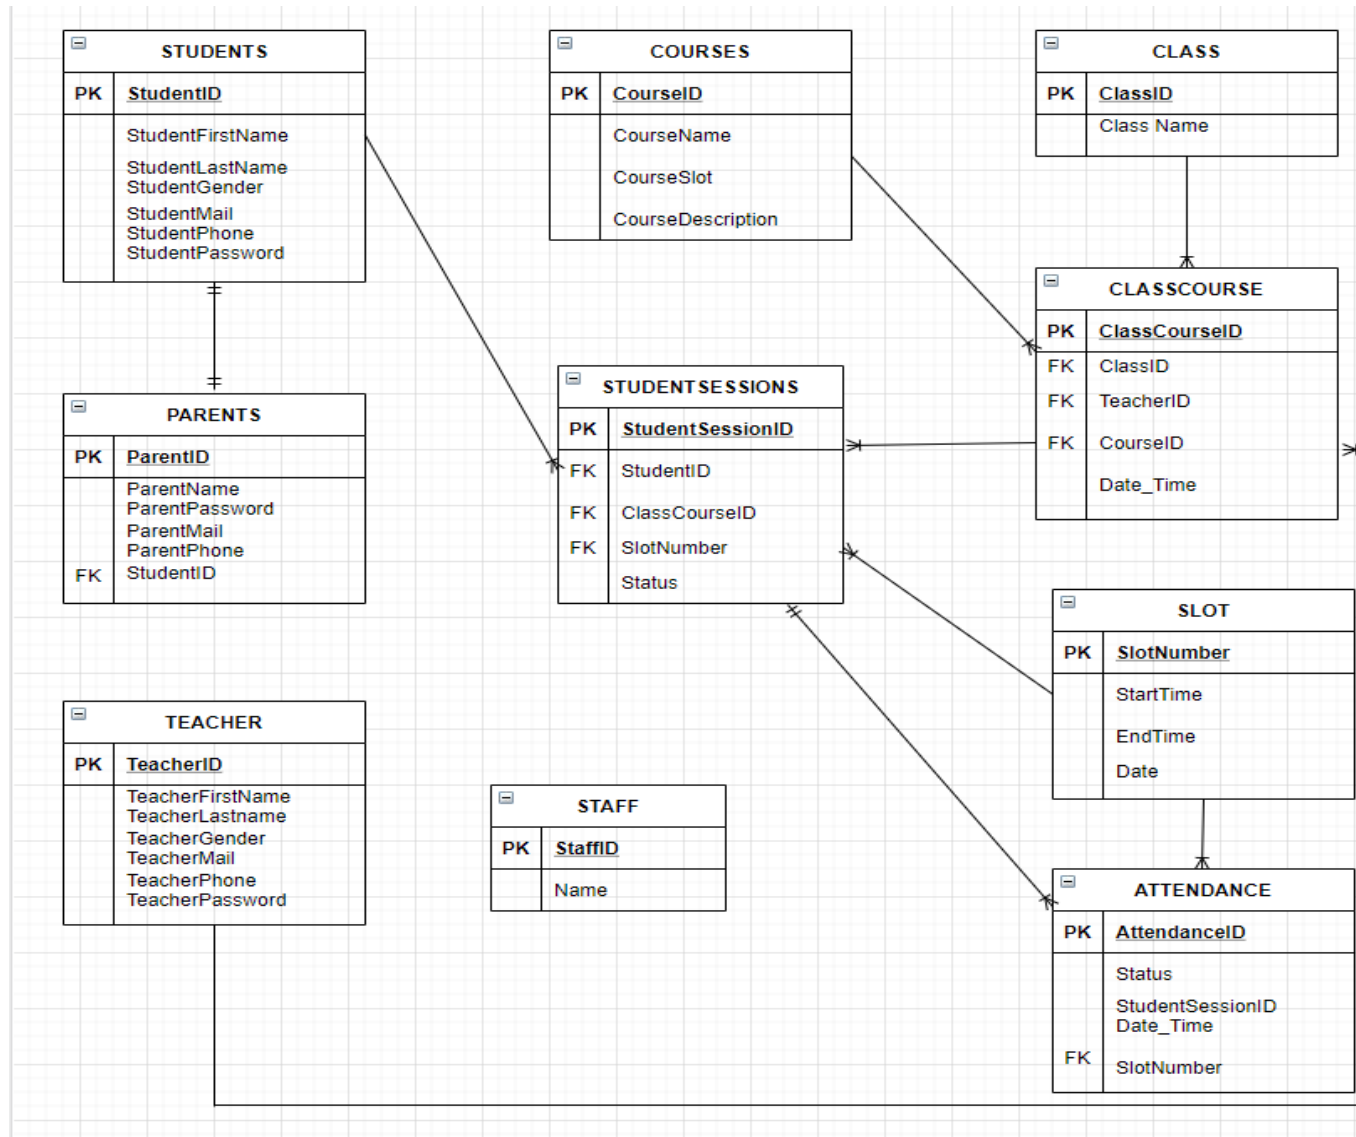 STUDENTS
PK StudentID
StudentFirstName
StudentLastName
StudentGender
StudentMail
StudentPhone
StudentPassword
COURSES
PK CourseID
CourseName
CourseSlot
CourseDescription
CLASS
PK ClassID
Class Name
CLASSCOURSE
PK ClassCourseID
FK ClassID
FK TeacherID
FK CourseID
Date_Time
STUDENTSESSIONS
PK StudentSessionID
FK StudentID
FK ClassCourseID
FK SlotNumber
Status
PARENTS
PK ParentID
ParentName
ParentPassword
ParentMail
ParentPhone
FK StudentID
SLOT
PK SlotNumber
StartTime
EndTime
Date
TEACHER
PK TeacherID
TeacherFirstName
TeacherLastname
TeacherGender
TeacherMail
TeacherPhone
TeacherPassword
STAFF
PK StaffID
Name
ATTENDANCE
PK AttendanceID
Status
StudentSessionID
Date_Time
FK SlotNumber